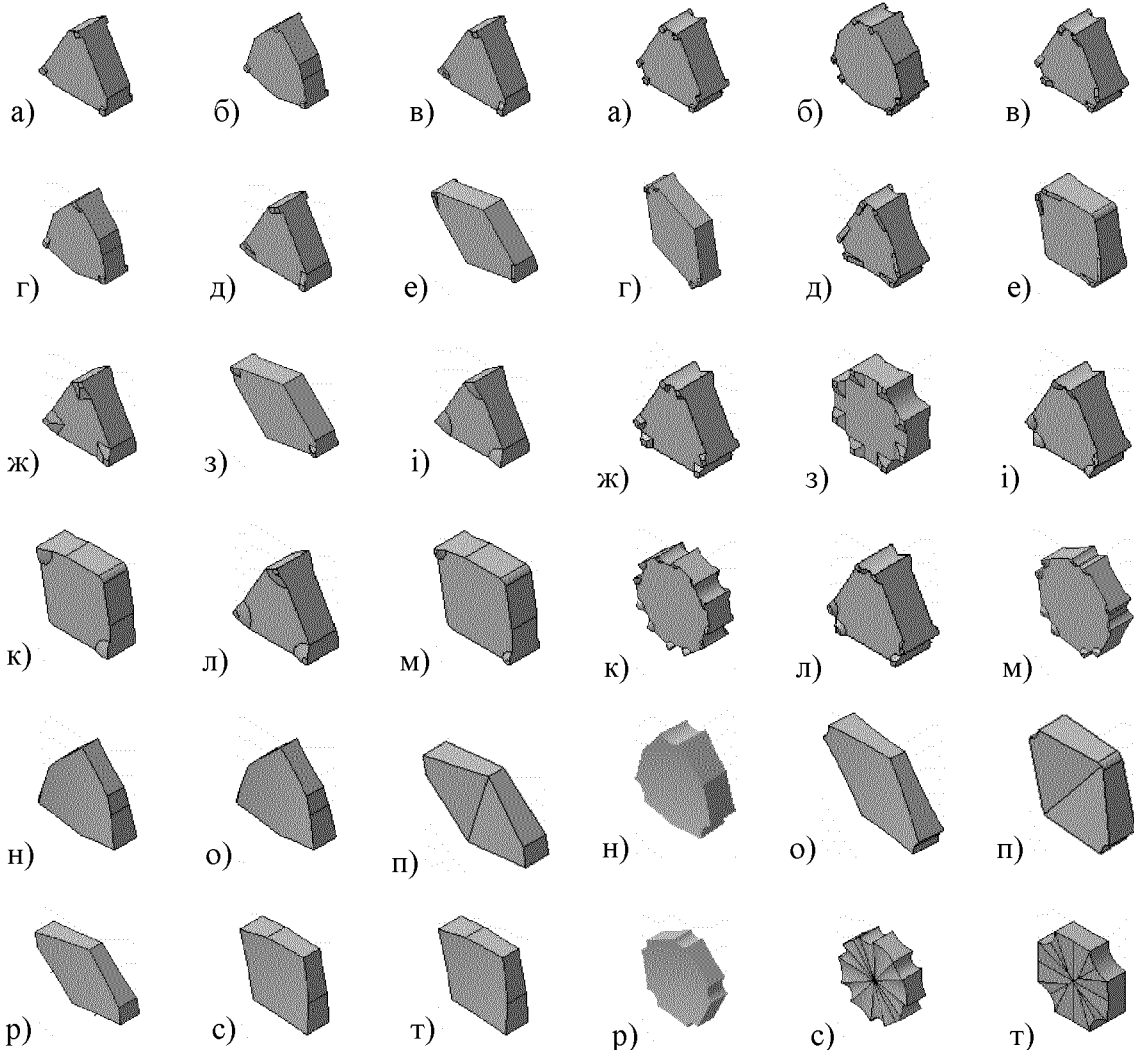 а) б) в) а) б) в)
г) д) е) г) д) е)
ж) з) і) ж) з) і)
к) л) м) к) л) м)
н) о) п) н) о) п)
р) с) т) р) с) т)